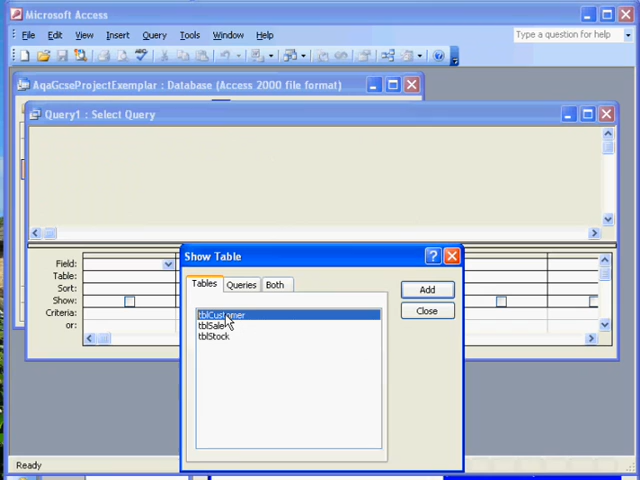 Microsoft Access
File Edit View Insert Query Tools Window Help
Type a question for help
AqaGcseProjectExemplar : Database (Access 2000 file format)
Query1 : Select Query
Show Table
Tables Queries Both
Add
Close
tblCustomer
tblSale
tblStock
Field:
Table:
Sort:
Show:
Criteria:
or:
Ready